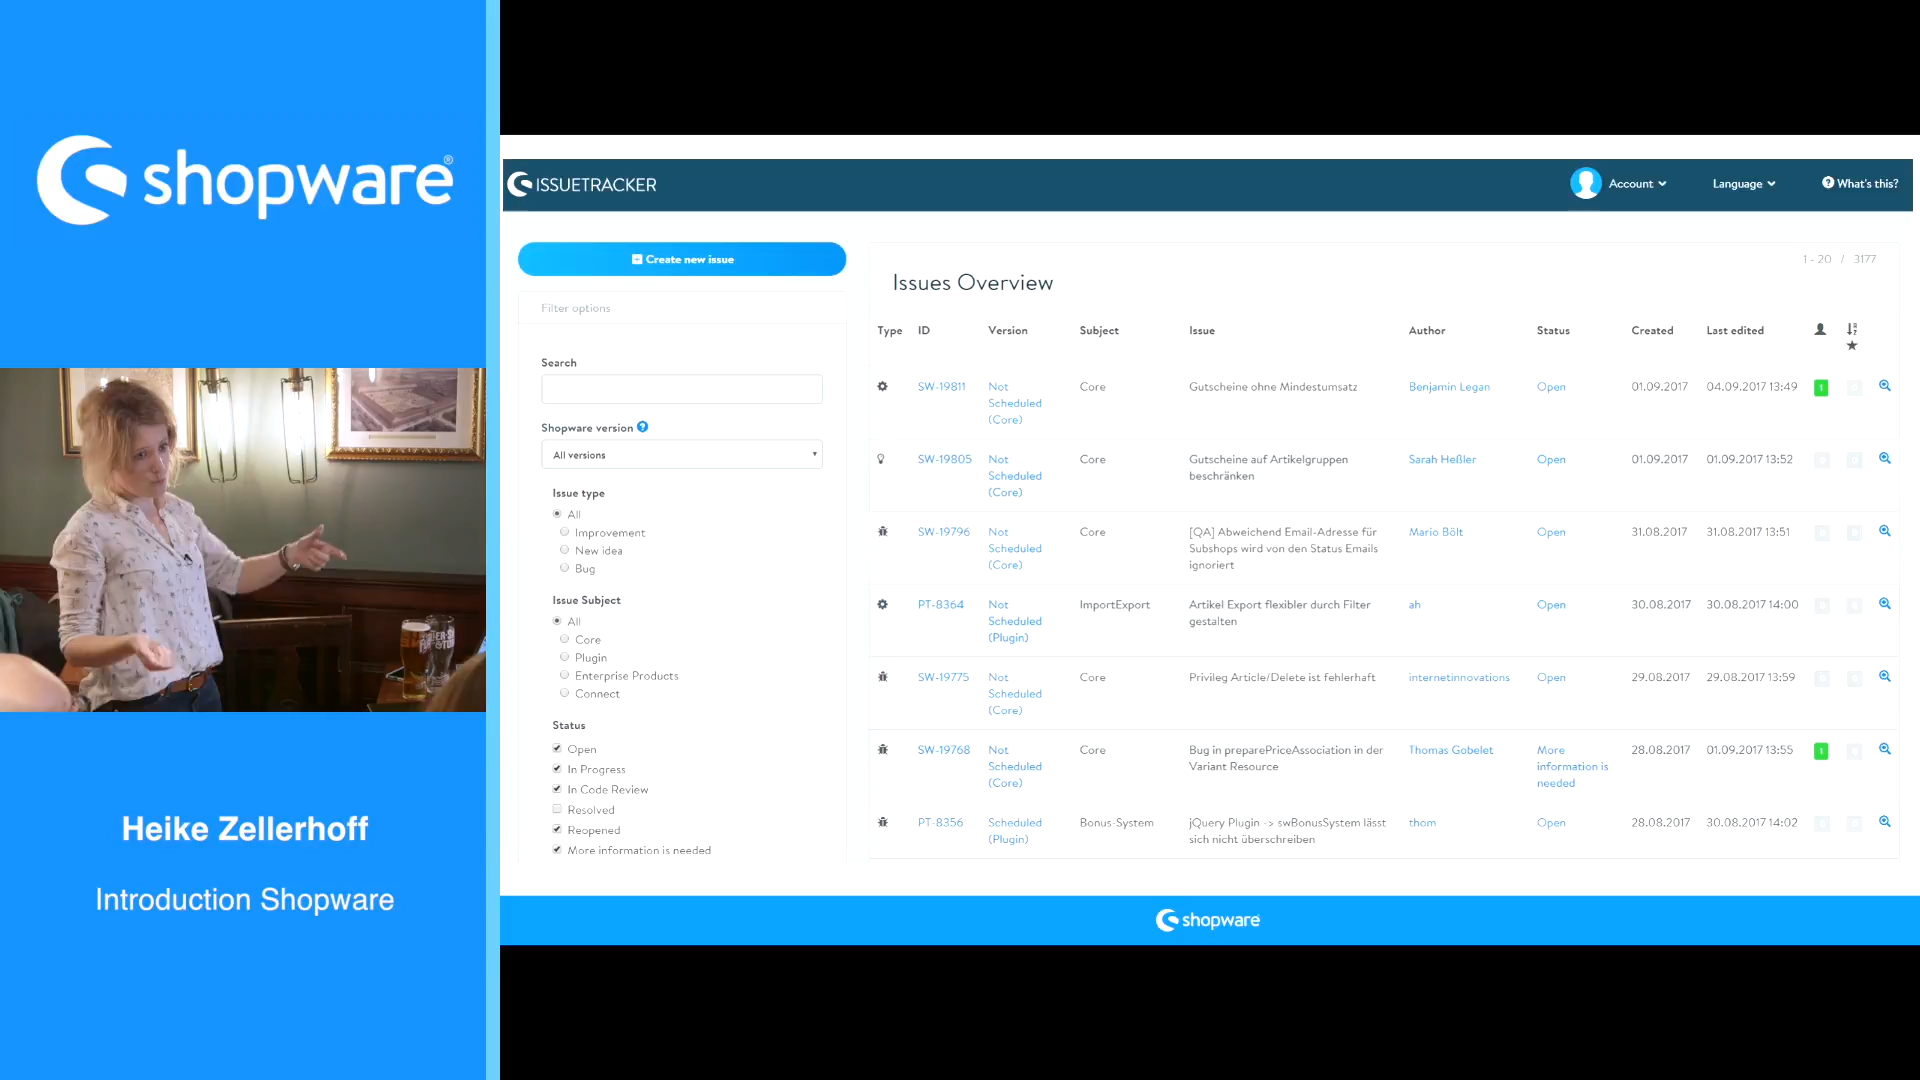 shopware®
Heike Zellerhoff
Introduction Shopware
ISSUETRACKER
Account
Language
What's this?
Create new issue
Filter options
Search
Shopware version
All versions
Issue type
All
Improvement
New idea
Bug
Issue Subject
All
Core
Plugin
Enterprise Products
Connect
Status
Open
In Progress
In Code Review
Resolved
Reopened
More information is needed
1 - 20 / 3177
Issues Overview
Type ID Version Subject Issue Author Status Created Last edited
SW-19811 Not Scheduled (Core) Core Gutscheine ohne Mindestumsatz Benjamin Legan Open 01.09.2017 04.09.2017 13:49 1
SW-19805 Not Scheduled (Core) Core Gutscheine auf Artikelgruppen beschränken Sarah Heßler Open 01.09.2017 01.09.2017 13:52
SW-19796 Not Scheduled (Core) Core [QA] Abweichend Email-Adresse für Subshops wird von den Status Emails ignoriert Mario Bölt Open 31.08.2017 31.08.2017 13:51
PT-8364 Not Scheduled (Plugin) ImportExport Artikel Export flexibler durch Filter gestalten ah Open 30.08.2017 30.08.2017 14:00
SW-19775 Not Scheduled (Core) Core Privileg Article/Delete ist fehlerhaft internetinnovations Open 29.08.2017 29.08.2017 13:59
SW-19768 Not Scheduled (Core) Core Bug in preparePriceAssociation in der Variant Resource Thomas Gobelet More information is needed 28.08.2017 01.09.2017 13:55 1
PT-8356 Scheduled (Plugin) Bonus-System jQuery Plugin -> swBonusSystem lässt sich nicht überschreiben thom Open 28.08.2017 30.08.2017 14:02
shopware